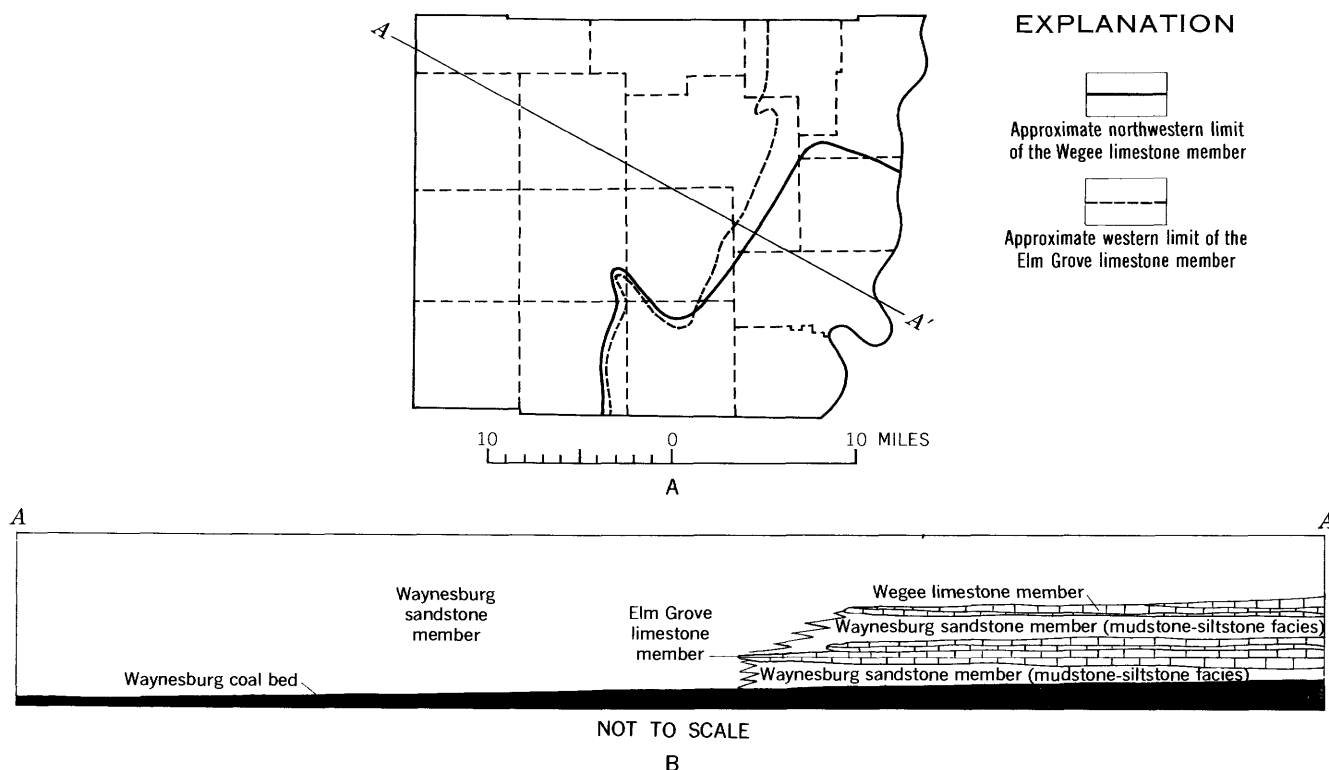 EXPLANATION
A
Approximate northwestern limit
of the Wegee limestone member
Approximate western limit of the
Elm Grove limestone member
A'
10 0 10 MILES
A
A A
Wegee limestone member
Waynesburg
sandstone
member
Elm Grove
limestone
member
Waynesburg sandstone member (mudstone-siltstone facies)
Waynesburg sandstone member (mudstone-siltstone facies)
Waynesburg coal bed
NOT TO SCALE
B